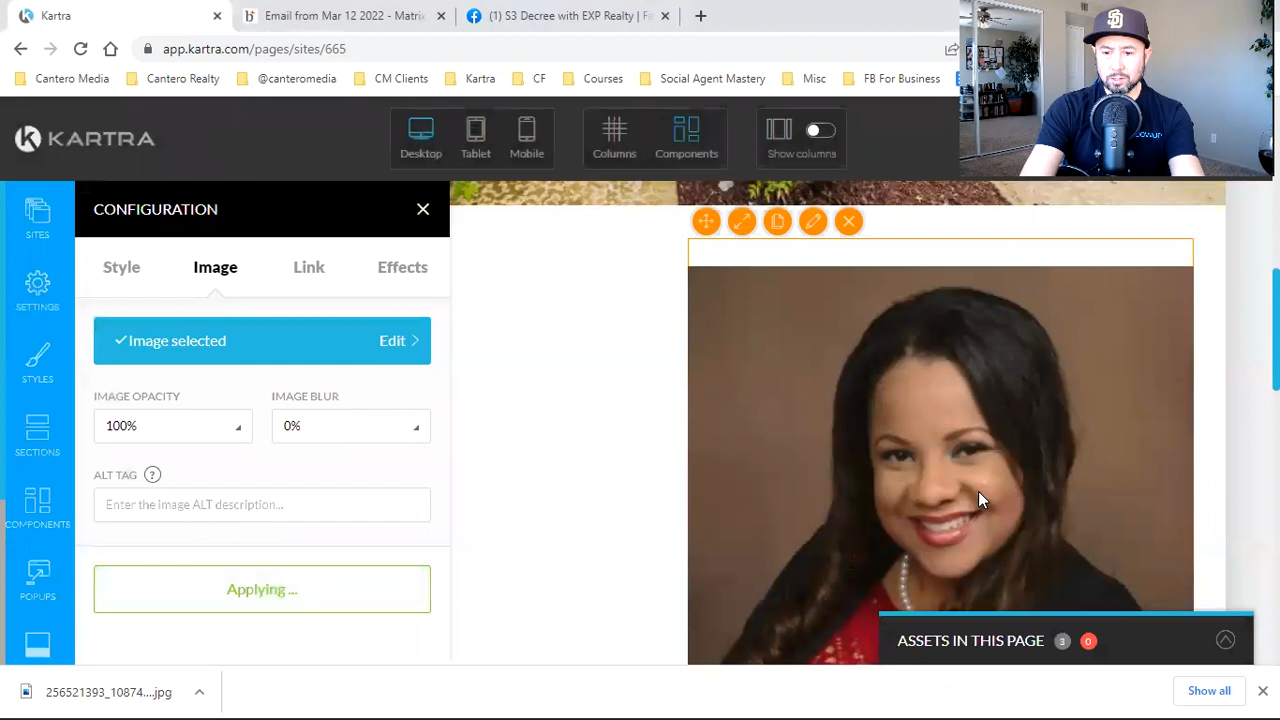 Kartra
Email from Mar 12 2022 - Matrix
(1) S3 Decree with EXP Realty | Fa
app.kartra.com/pages/sites/665
Cantero Media
Cantero Realty
@canteromedia
CM Clien
Kartra
CF
Courses
Social Agent Mastery
Misc
FB For Business
KARTRA
Desktop
Tablet
Mobile
Columns
Components
Show columns
SITES
SETTINGS
STYLES
SECTIONS
COMPONENTS
POPUPS
CONFIGURATION
Style
Image
Link
Effects
Image selected
Edit
IMAGE OPACITY
IMAGE BLUR
100%
0%
ALT TAG ?
Enter the image ALT description...
Applying ...
ASSETS IN THIS PAGE 3 0
256521393_10874....jpg
Show all